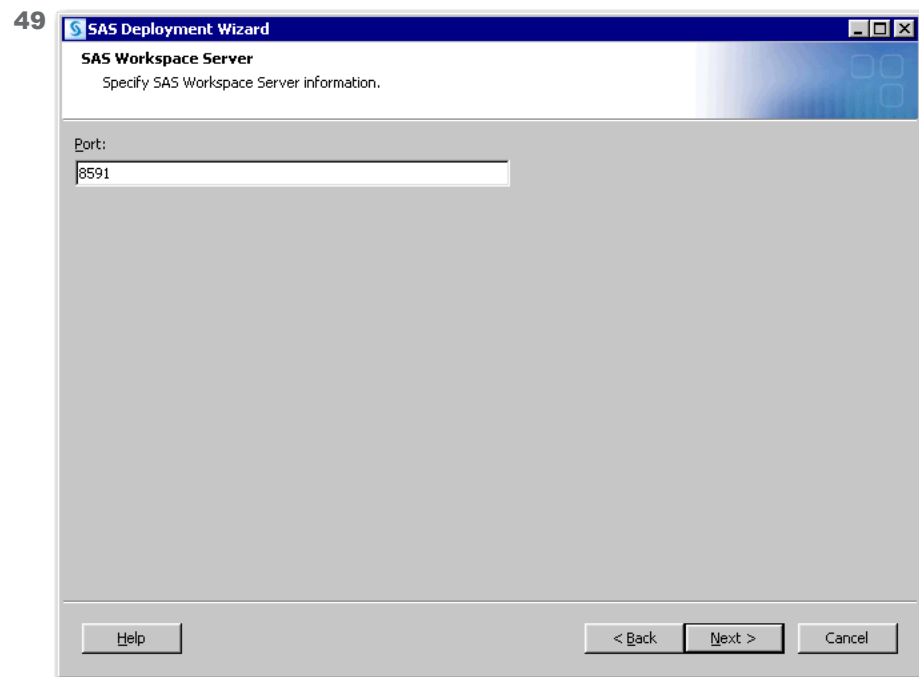 49
SAS Deployment Wizard
SAS Workspace Server
Specify SAS Workspace Server information.
Port:
8591
Help
< Back
Next >
Cancel